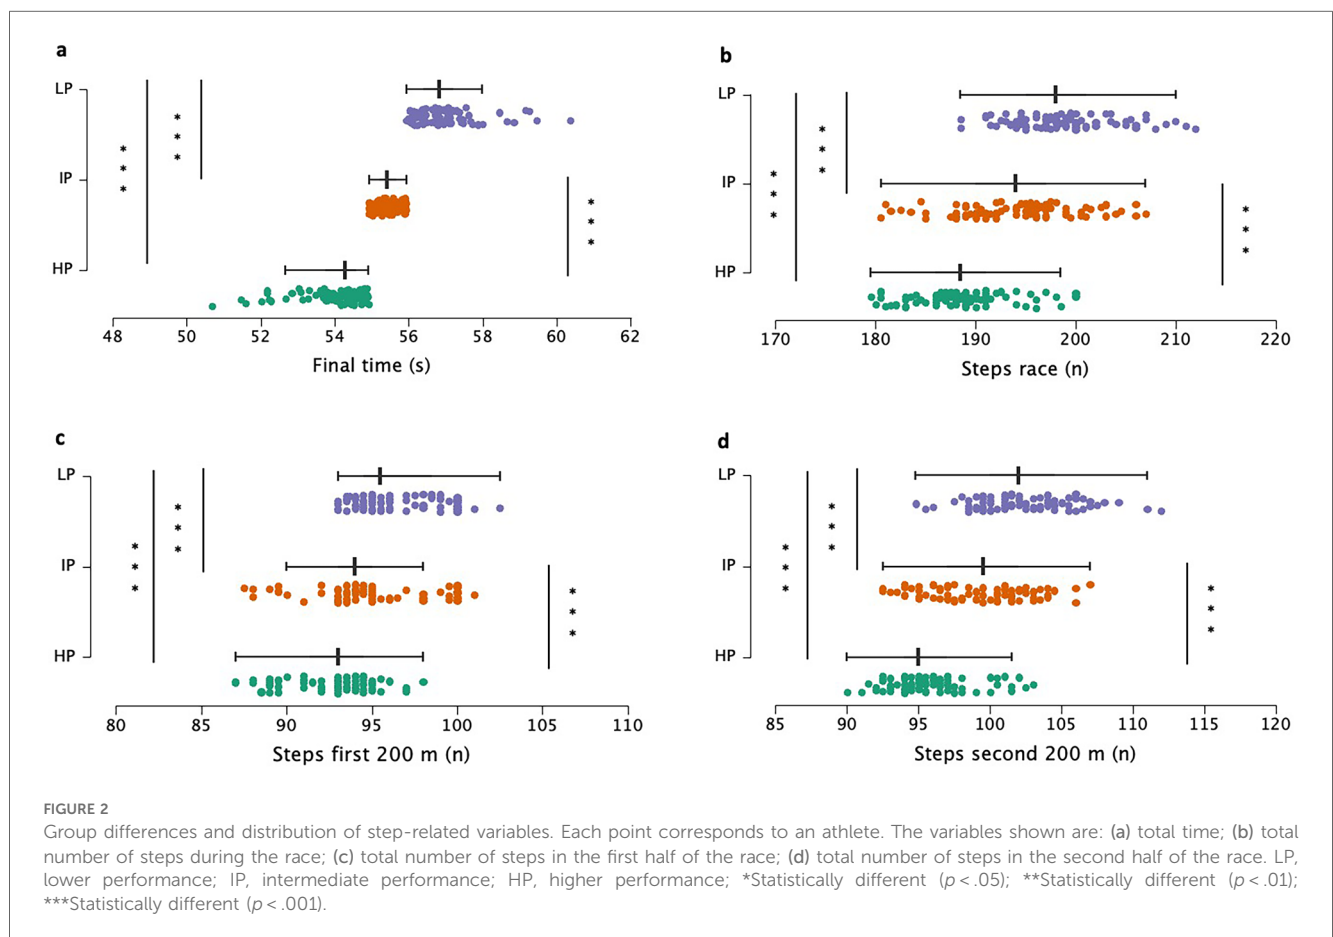 a
LP
IP
HP
* * *
* * *
* * *
48 50 52 54 56 58 60 62
Final time (s)
b
LP
IP
HP
* * *
* * *
* * *
170 180 190 200 210 220
Steps race (n)
c
LP
IP
HP
* * *
* * *
* * *
80 85 90 95 100 105 110
Steps first 200 m (n)
d
LP
IP
HP
* * *
* * *
* * *
85 90 95 100 105 110 115 120
Steps second 200 m (n)
FIGURE 2
Group differences and distribution of step-related variables. Each point corresponds to an athlete. The variables shown are: (a) total time; (b) total
number of steps during the race; (c) total number of steps in the first half of the race; (d) total number of steps in the second half of the race. LP,
lower performance; IP, intermediate performance; HP, higher performance; *Statistically different (p < .05); **Statistically different (p < .01);
***Statistically different (p < .001).